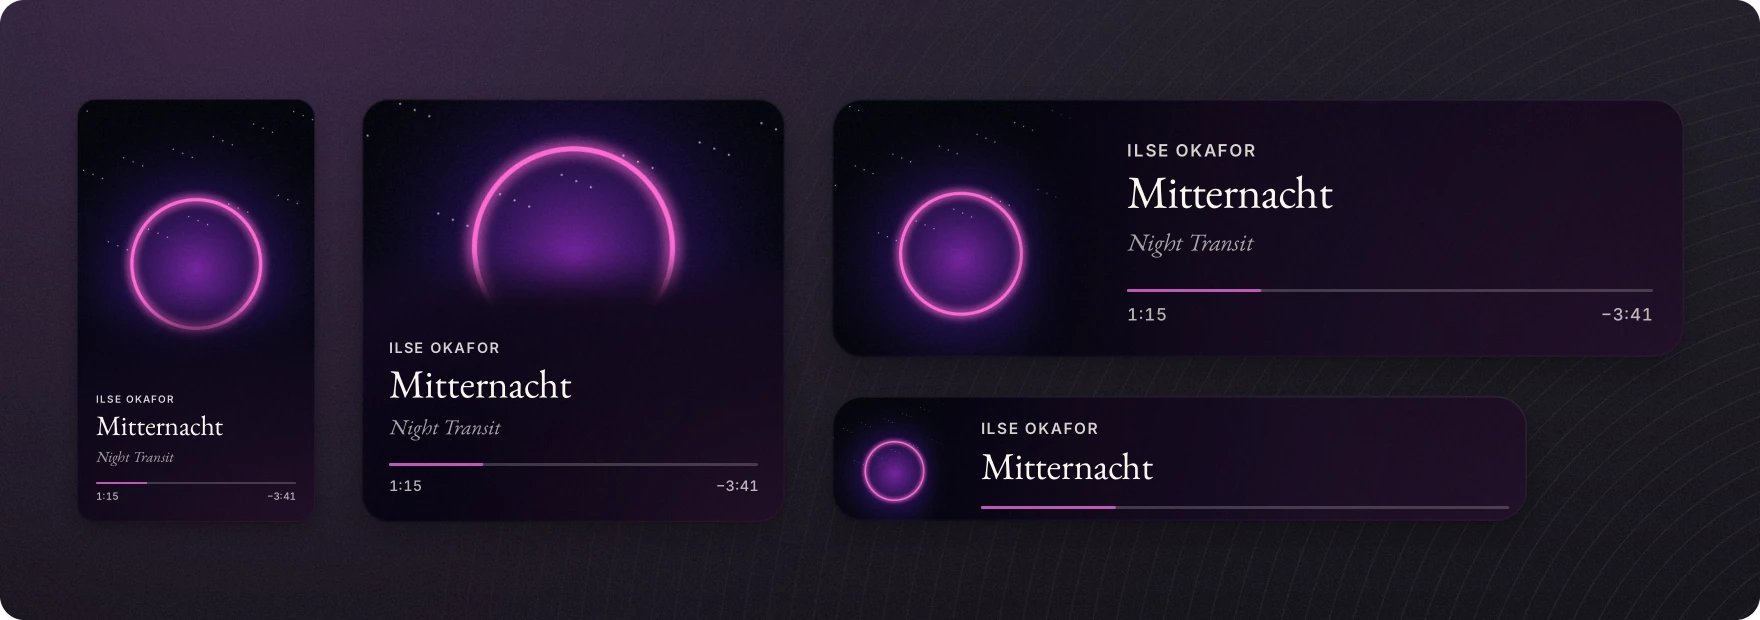 ILSE OKAFOR
Mitternacht
Night Transit
1:15 −3:41
ILSE OKAFOR
Mitternacht
Night Transit
1:15 −3:41
ILSE OKAFOR
Mitternacht
Night Transit
1:15 −3:41
ILSE OKAFOR
Mitternacht